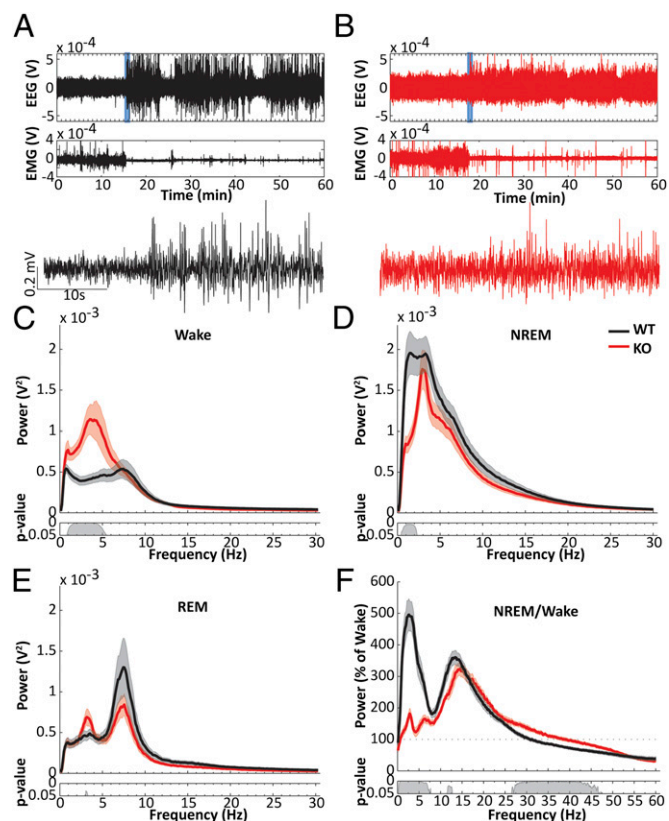 A
x 10⁻⁴
EEG (V)
5
0
-5
x 10⁻⁴
EMG (V)
4
0
4
0 10 20 30 40 50 60
Time (min)
0.2 mV
10s
B
x 10⁻⁴
EEG (V)
5
0
-5
x 10⁻⁴
EMG (V)
4
0
4
0 10 20 30 40 50 60
Time (min)
C
x 10⁻³
Wake
Power (V²)
2
1.5
1
0.5
0
p-value
0
0.05
0 5 10 15 20 25 30
Frequency (Hz)
D
x 10⁻³
NREM
WT
KO
Power (V²)
2
1.5
1
0.5
0
p-value
0
0.05
0 5 10 15 20 25 30
Frequency (Hz)
E
x 10⁻³
REM
Power (V²)
2
1.5
1
0.5
0
p-value
0
0.05
0 5 10 15 20 25 30
Frequency (Hz)
F
NREM/Wake
Power (% of Wake)
600
500
400
300
200
100
0
p-value
0
0.05
0 5 10 15 20 25 30 35 40 45 50 55 60
Frequency (Hz)